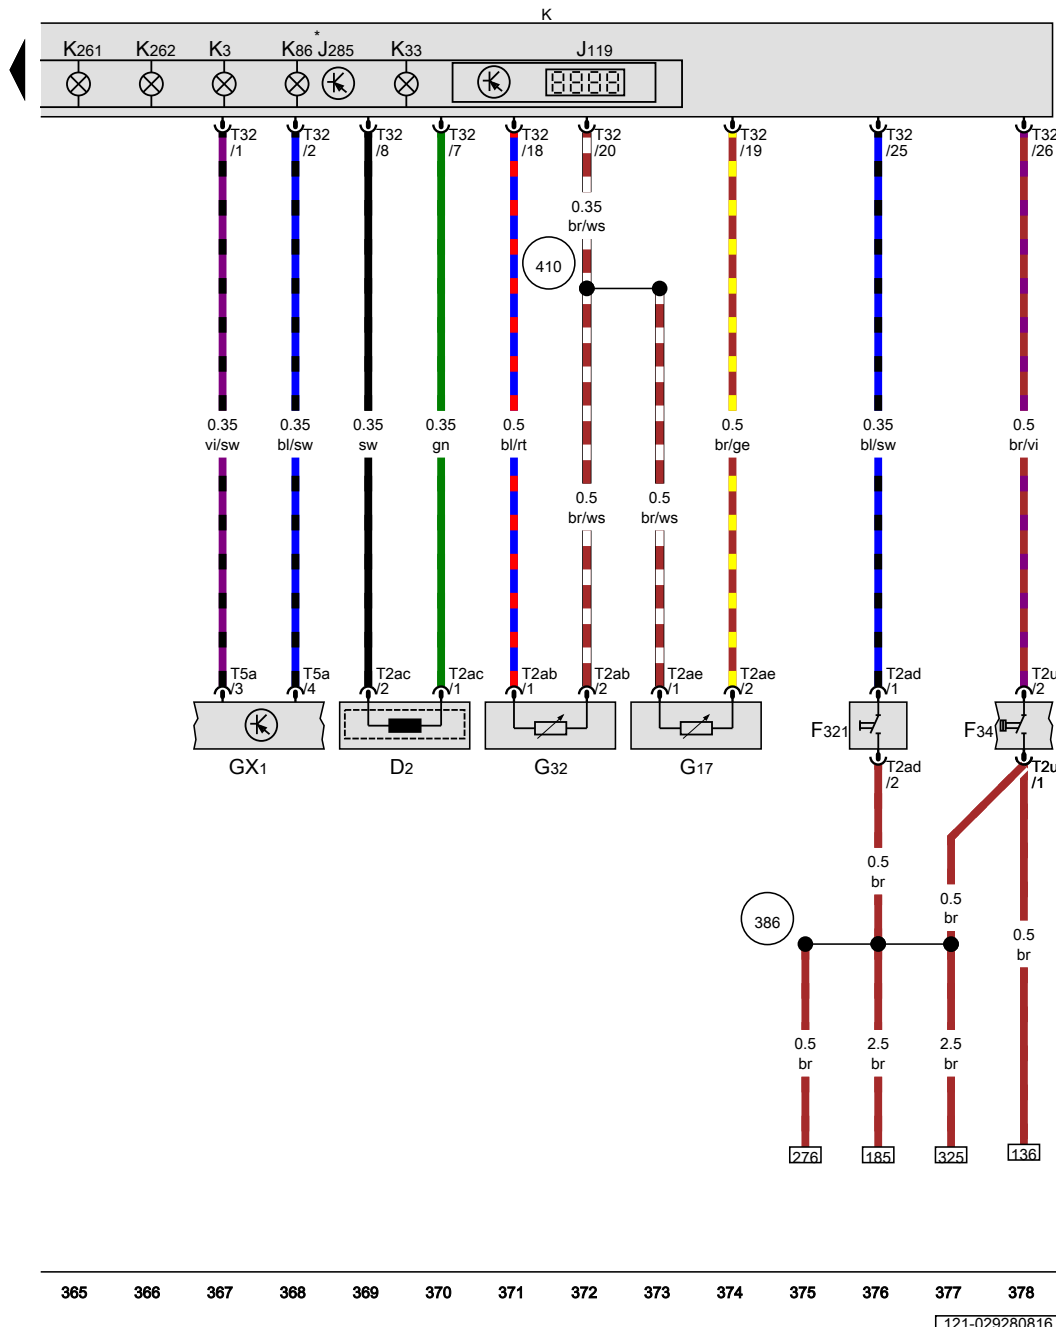 K
K261 K262 K3 K86 * J285 K33 J119
T32 T32 T32 T32 T32 T32 T32 T32 T32
/1 /2 /8 /7 /18 /20 /19 /25 /26
0.35
br/ws
410
0.35 0.35 0.35 0.35 0.5 0.5 0.35 0.5
vi/sw bl/sw sw gn bl/rt br/ge bl/sw br/vi
0.5 0.5
br/ws br/ws
T5a T5a T2ac T2ac T2ab T2ab T2ae T2ae T2ad T2u
/3 /4 /2 /1 /1 /2 /1 /2 /1 /2
F321 F34
GX1 D2 G32 G17
T2ad T2u
/2 /1
0.5
br
0.5
br
386
0.5
br
0.5 2.5 2.5
br br br
276 185 325 136
365 366 367 368 369 370 371 372 373 374 375 376 377 378
121-029280816